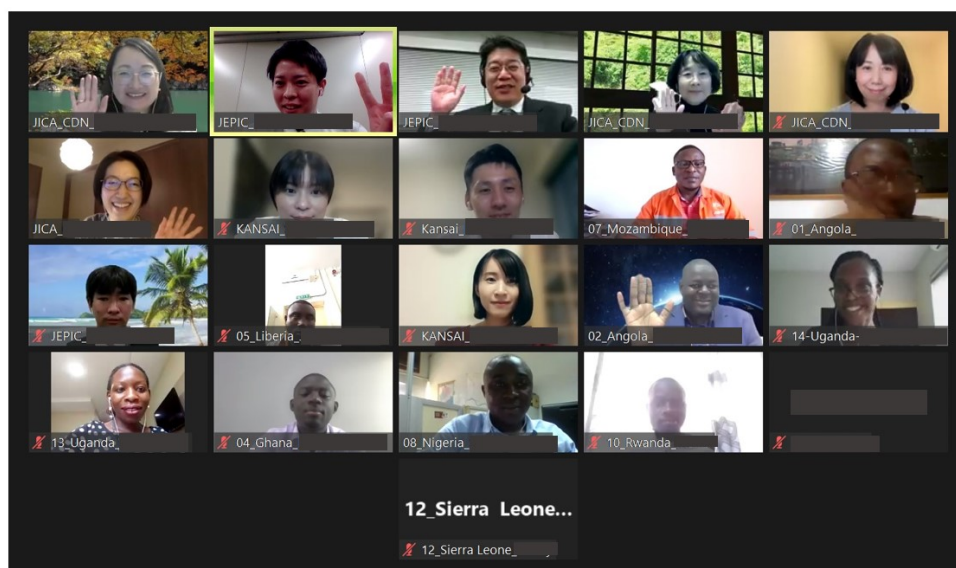 JICA_CDN_
JEPIC_
JEPIC_
JICA_CDN_
JICA_CDN_
JICA_
KANSAI_
Kansai_
07_Mozambique_
01_Angola_
JEPIC_
05_Liberia_
KANSAI_
02_Angola_
14-Uganda-
13_Uganda_
04_Ghana_
08_Nigeria_
10_Rwanda_
12_Sierra Leone...
12_Sierra Leone_